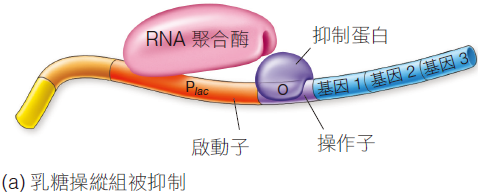 RNA 聚合酶
抑制蛋白
P lac
O
基因 1
基因 2
基因 3
啟動子
操作子
(a) 乳糖操縱組被抑制